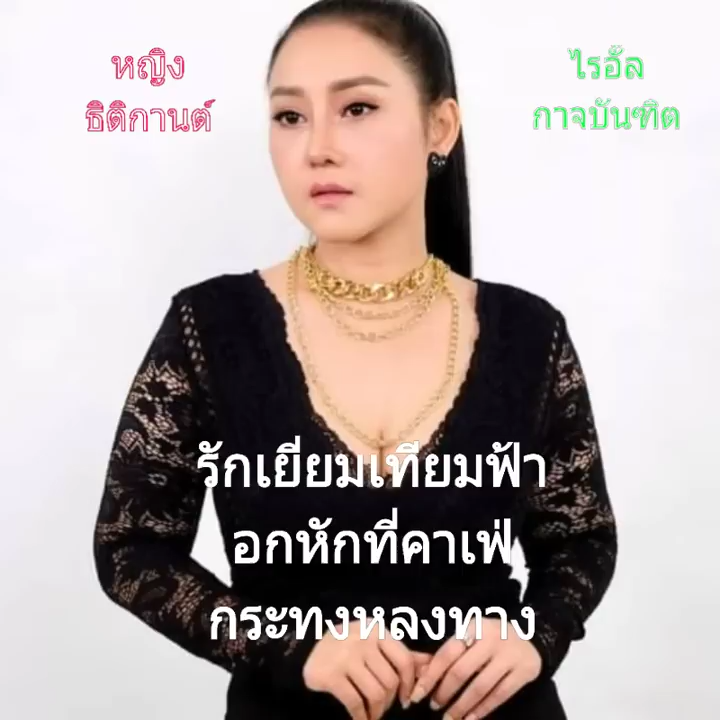 หญิง
ธิติกานต์
ไรอั๊ล
กาจบันฑิต
รักเยี่ยมเทียมฟ้า
อกหักที่คาเฟ่
กระทงหลงทาง